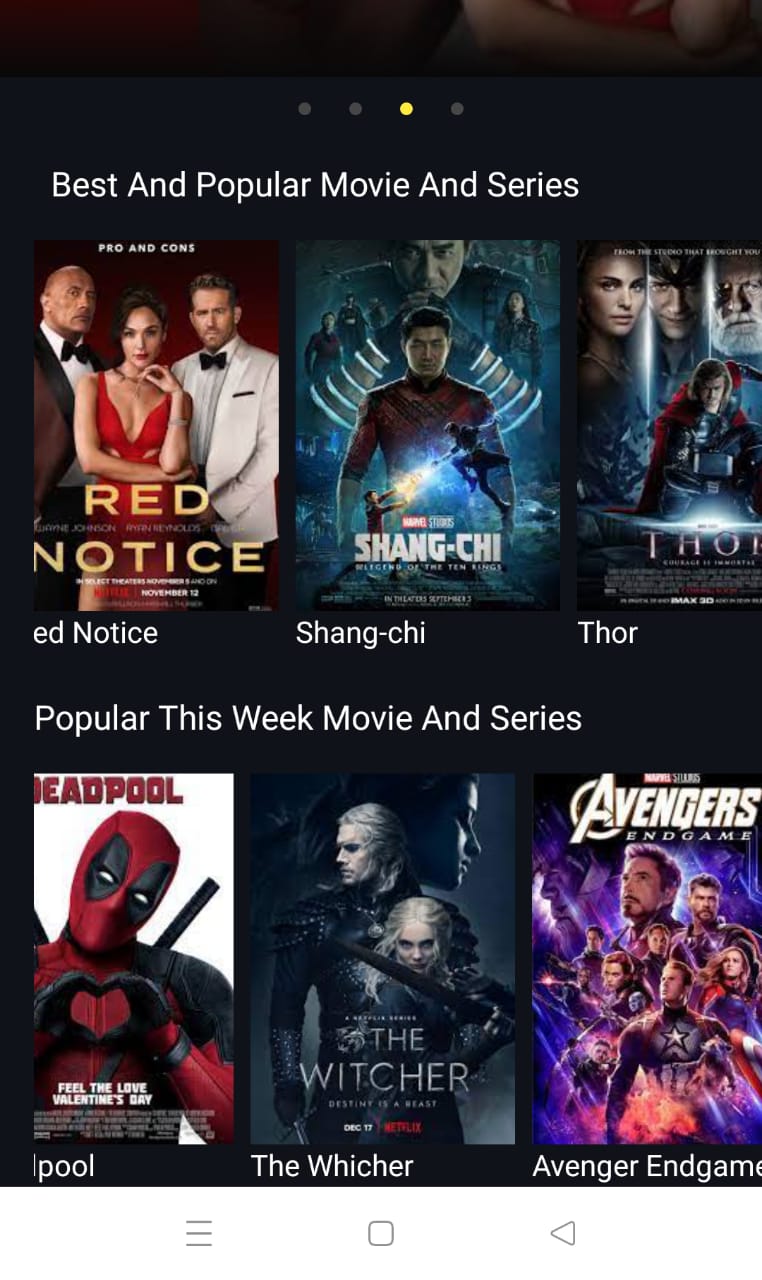 Best And Popular Movie And Series
PRO AND CONS
RED
WAYNE JOHNSON RYAN REYNOLDS
NOTICE
IN SELECT THEATERS NOVEMBER 5 AND ON
NETFLIX | NOVEMBER 12
ed Notice
MARVEL STUDIOS
SHANG-CHI
LEGEND OF THE TEN RINGS
IN THEATERS SEPTEMBER 3
Shang-chi
FROM THE STUDIO THAT BROUGHT YOU
THOR
COURAGE IS IMMORTAL
IMAX 3D
Thor
Popular This Week Movie And Series
DEADPOOL
FEEL THE LOVE
VALENTINE'S DAY
lpool
A NETFLIX SERIES
THE
WITCHER
DESTINY IS A BEAST
DEC 17 | NETFLIX
The Whicher
MARVEL STUDIOS
AVENGERS
ENDGAME
Avenger Endgame